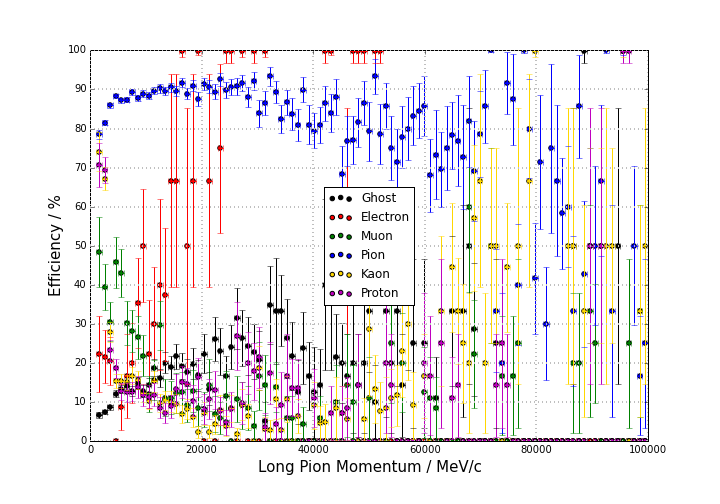 100
90
80
70
60
50
40
30
20
10
0
Efficiency / %
Ghost
Electron
Muon
Pion
Kaon
Proton
0 20000 40000 60000 80000 100000
Long Pion Momentum / MeV/c